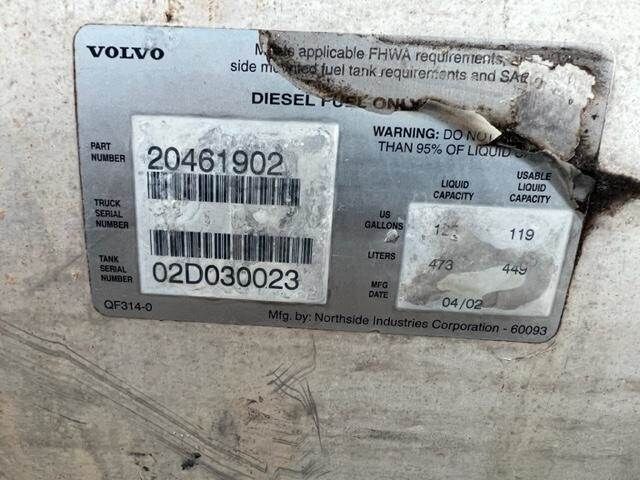 VOLVO
applicable FHWA requirements,
side mounted fuel tank requirements and SAE
DIESEL FUEL ONLY
WARNING: DO NOT
THAN 95% OF LIQUID
PART
NUMBER
20461902
TRUCK
SERIAL
NUMBER
TANK
SERIAL
NUMBER
02D030023
LIQUID
CAPACITY
USABLE
LIQUID
CAPACITY
US
GALLONS
119
LITERS
473
449
MFG
DATE
04/02
QF314-0
Mfg. by: Northside Industries Corporation - 60093